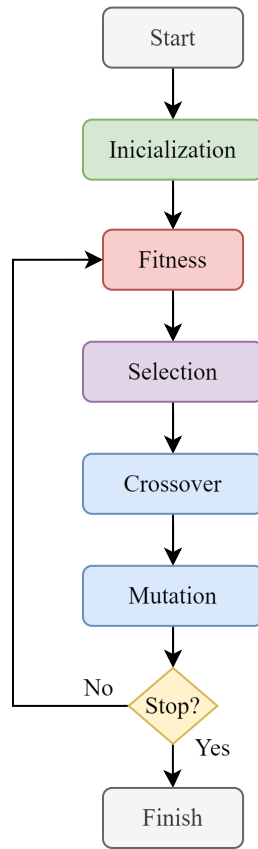 Start
Inicialization
Fitness
Selection
Crossover
Mutation
Stop?
No
Yes
Finish